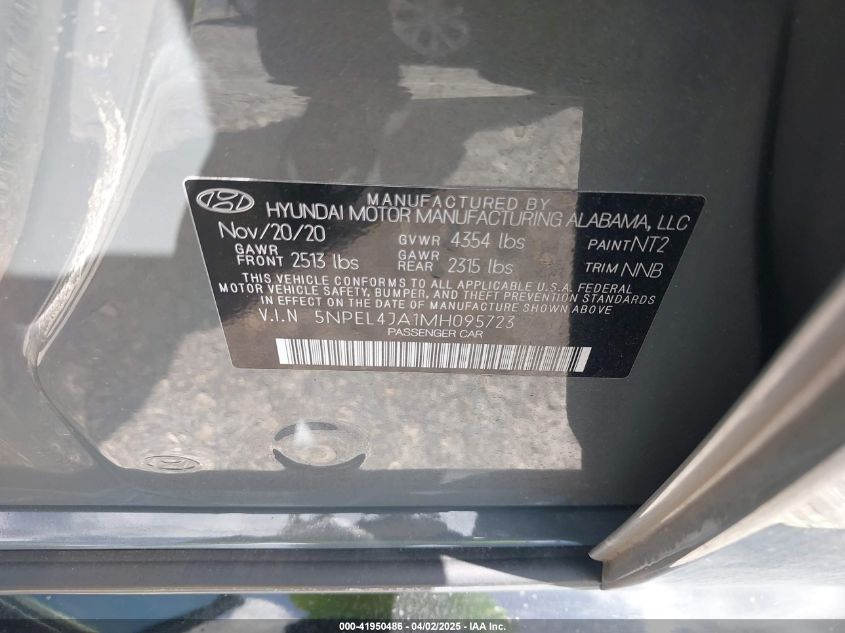 MANUFACTURED BY
HYUNDAI MOTOR MANUFACTURING ALABAMA, LLC
Nov/20/20 GVWR 4354 lbs PAINT NT2
GAWR FRONT 2513 lbs GAWR REAR 2315 lbs TRIM NNB
THIS VEHICLE CONFORMS TO ALL APPLICABLE U.S.A. FEDERAL
MOTOR VEHICLE SAFETY, BUMPER, AND THEFT PREVENTION STANDARDS
IN EFFECT ON THE DATE OF MANUFACTURE SHOWN ABOVE.
V.I.N 5NPEL4JA1MH095723
PASSENGER CAR
000-41950486 - 04/02/2025 - IAA Inc.